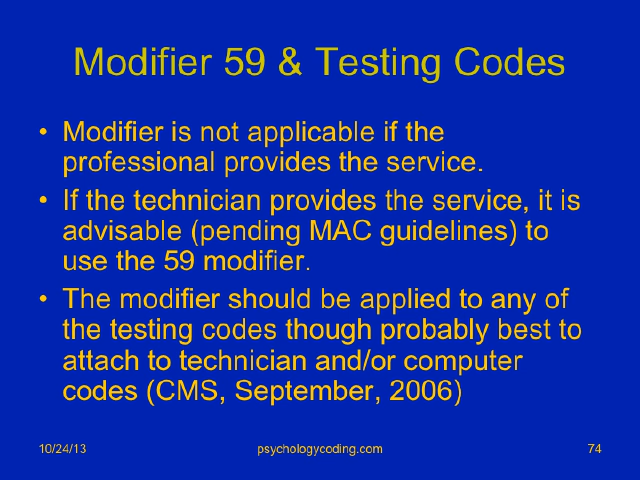 Modifier 59 & Testing Codes
• Modifier is not applicable if the
professional provides the service.
• If the technician provides the service, it is
advisable (pending MAC guidelines) to
use the 59 modifier.
• The modifier should be applied to any of
the testing codes though probably best to
attach to technician and/or computer
codes (CMS, September, 2006)
10/24/13 psychologycoding.com 74